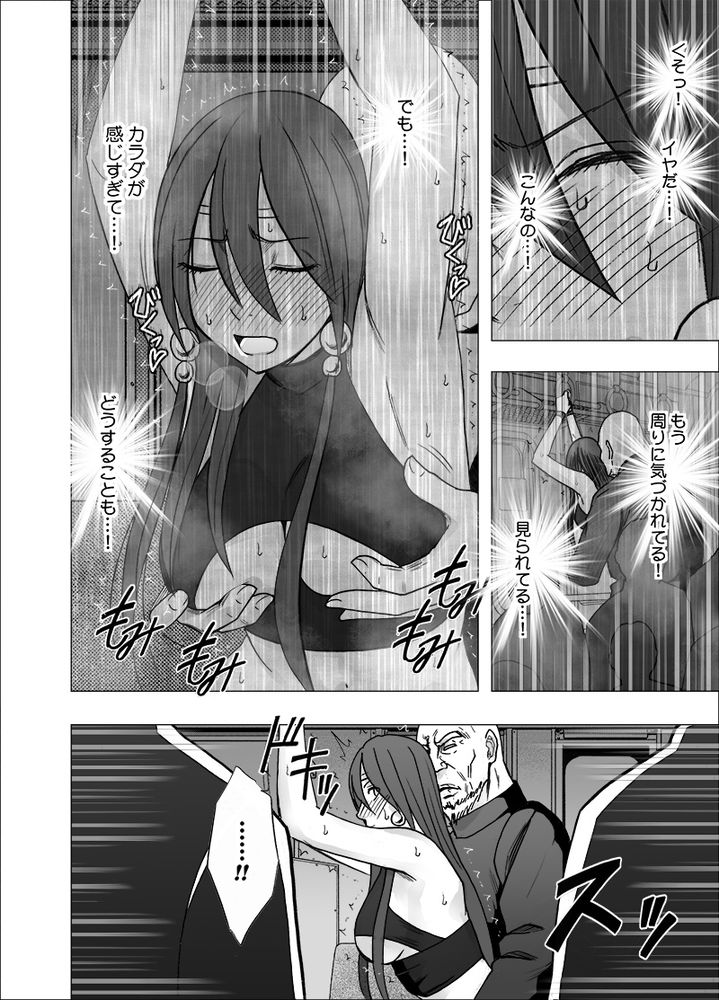 くそっ！
イヤだ…！
こんなの…！
もう
周りに気づかれてる！
見られてる…！
でも…！
カラダが
感じすぎて…！
びくっ♡
びくっ♡
どうすることも…！
もみ
もみ
もみ
もみ
ドキッ
…!!
スッ